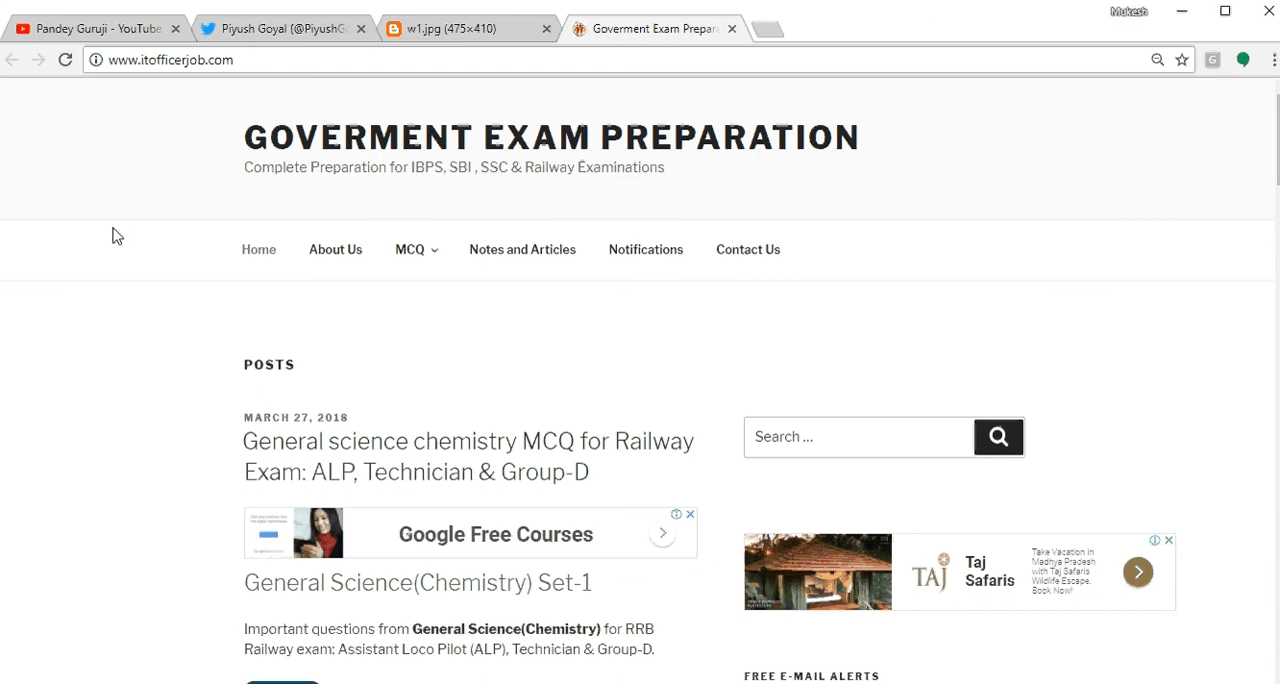 Mukesh
Pandey Guruji - YouTube
Piyush Goyal (@PiyushG
w1.jpg (475×410)
Goverment Exam Prepar
www.itofficerjob.com
GOVERMENT EXAM PREPARATION
Complete Preparation for IBPS, SBI , SSC & Railway Examinations
Home About Us MCQ Notes and Articles Notifications Contact Us
POSTS
MARCH 27, 2018
General science chemistry MCQ for Railway
Exam: ALP, Technician & Group-D
Google Free Courses
General Science(Chemistry) Set-1
Important questions from General Science(Chemistry) for RRB
Railway exam: Assistant Loco Pilot (ALP), Technician & Group-D.
Search ...
TAJ
Taj
Safaris
Take Vacation in
Madhya Pradesh
with Taj Safaris
Wildlife Escape.
Book Now!
FREE E-MAIL ALERTS